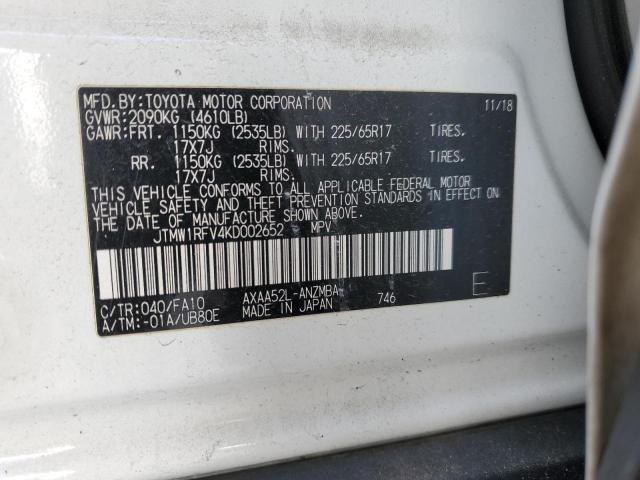 MFD.BY:TOYOTA MOTOR CORPORATION 11/18
GVWR:2090KG (4610LB)
GAWR:FRT. 1150KG (2535LB) WITH 225/65R17 TIRES.
17X7J RIMS.
RR. 1150KG (2535LB) WITH 225/65R17 TIRES.
17X7J RIMS.
THIS VEHICLE CONFORMS TO ALL APPLICABLE FEDERAL MOTOR
VEHICLE SAFETY AND THEFT PREVENTION STANDARDS IN EFFECT ON
THE DATE OF MANUFACTURE SHOWN ABOVE.
JTMW1RFV4KD002652 MPV
C/TR:040/FA10 AXAA52L-ANZMBA 746 E
A/TM:-01A/UB80E MADE IN JAPAN